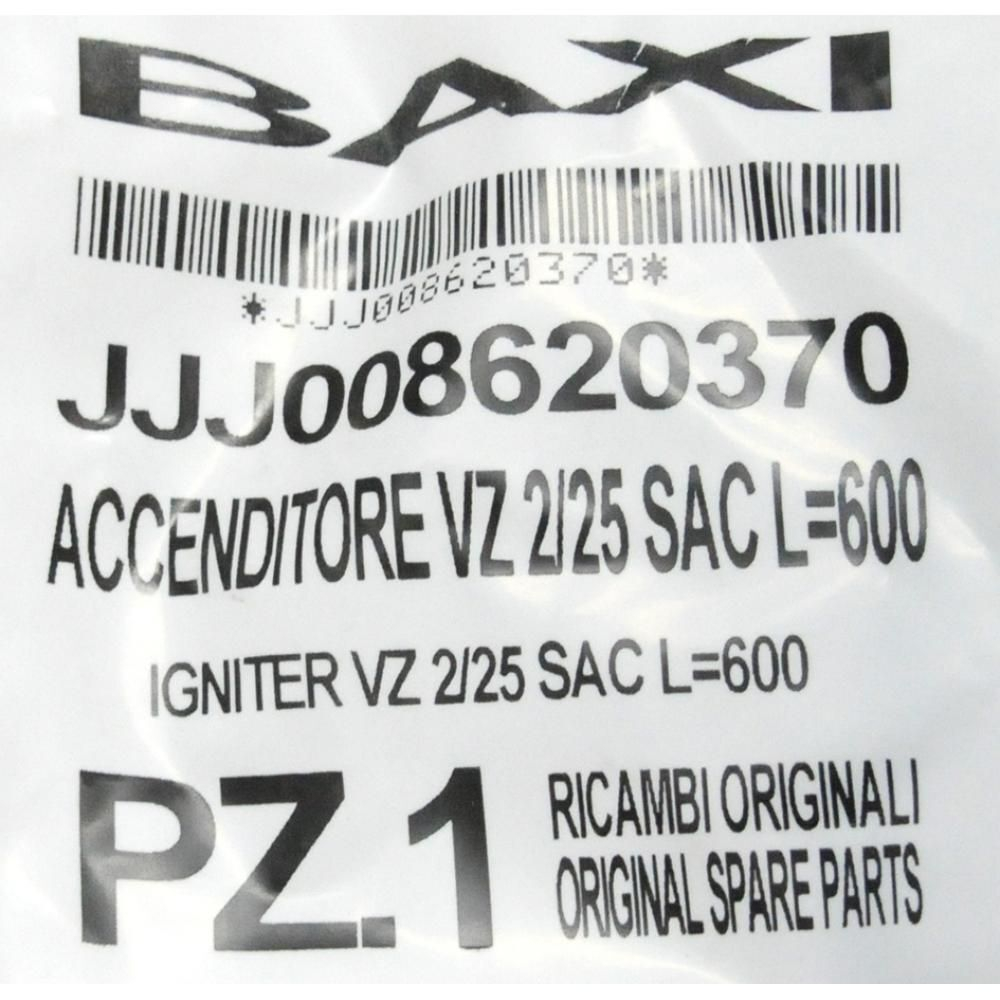 BAXI
*JJJ008620370*
JJJ008620370
ACCENDITORE VZ 2/25 SAC L=600
IGNITER VZ 2/25 SAC L=600
PZ.1
RICAMBI ORIGINALI
ORIGINAL SPARE PARTS